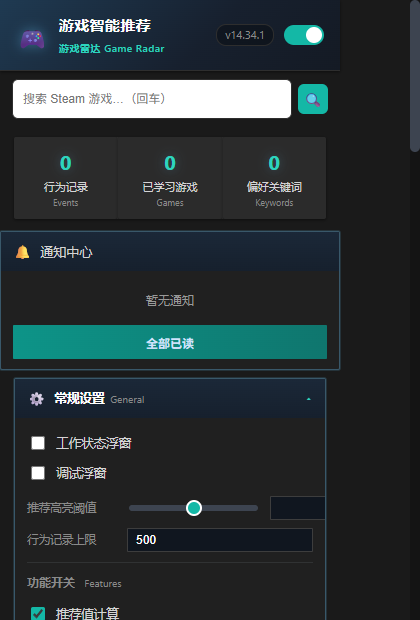 游戏智能推荐
游戏雷达 Game Radar
v14.34.1
搜索 Steam 游戏…（回车）
0
0
0
行为记录
已学习游戏
偏好关键词
Events
Games
Keywords
通知中心
暂无通知
全部已读
常规设置 General
工作状态浮窗
调试浮窗
推荐高亮阈值
行为记录上限
500
功能开关 Features
推荐值计算